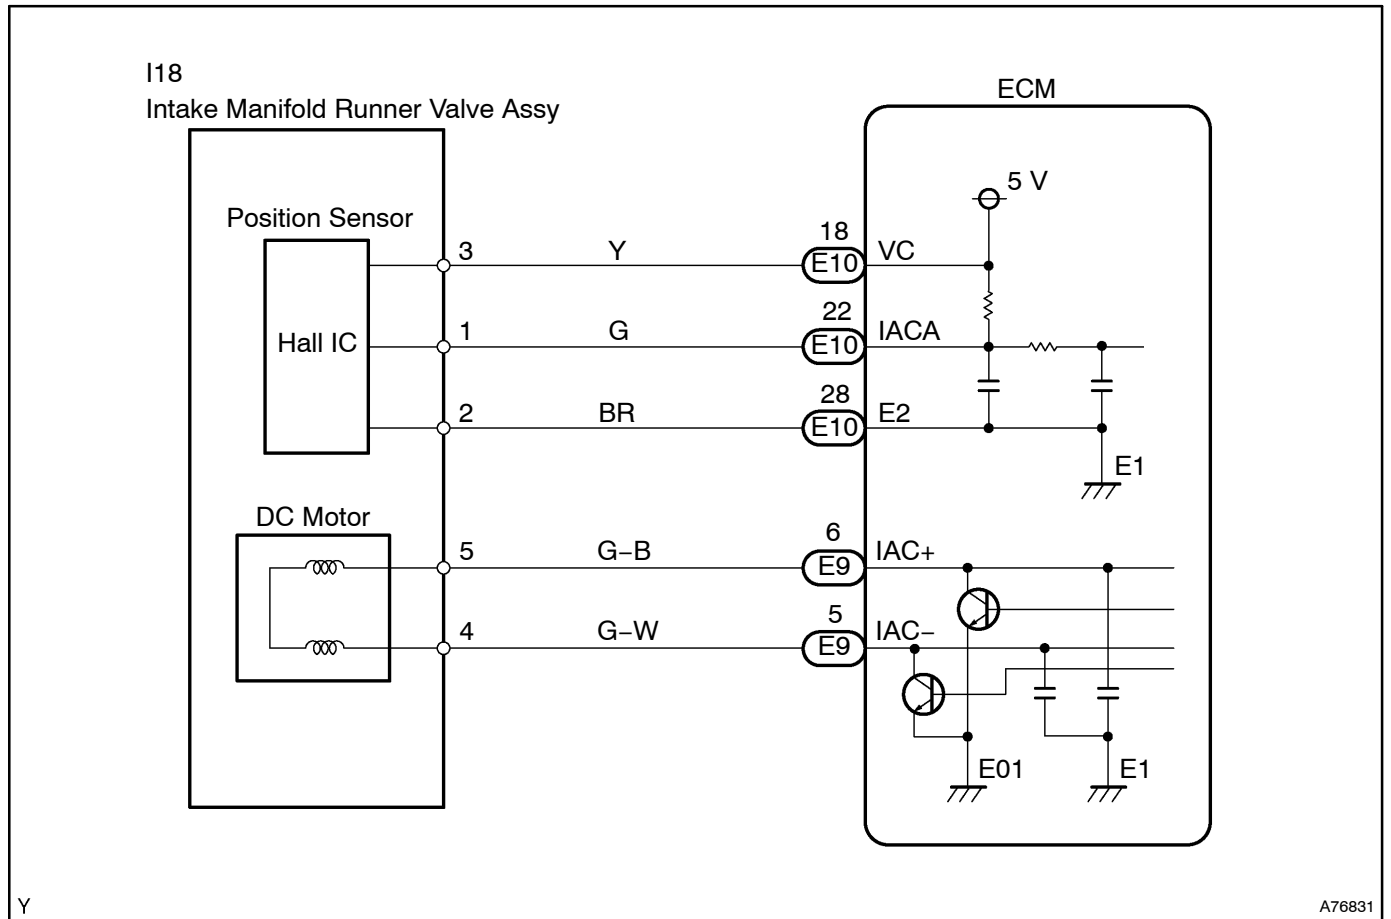 I18
Intake Manifold Runner Valve Assy
ECM
5 V
Position Sensor
Hall IC
3
Y
18
E10
VC
1
G
22
E10
IACA
2
BR
28
E10
E2
E1
DC Motor
5
G−B
6
E9
IAC+
4
G−W
5
E9
IAC−
E01
E1
Y
A76831